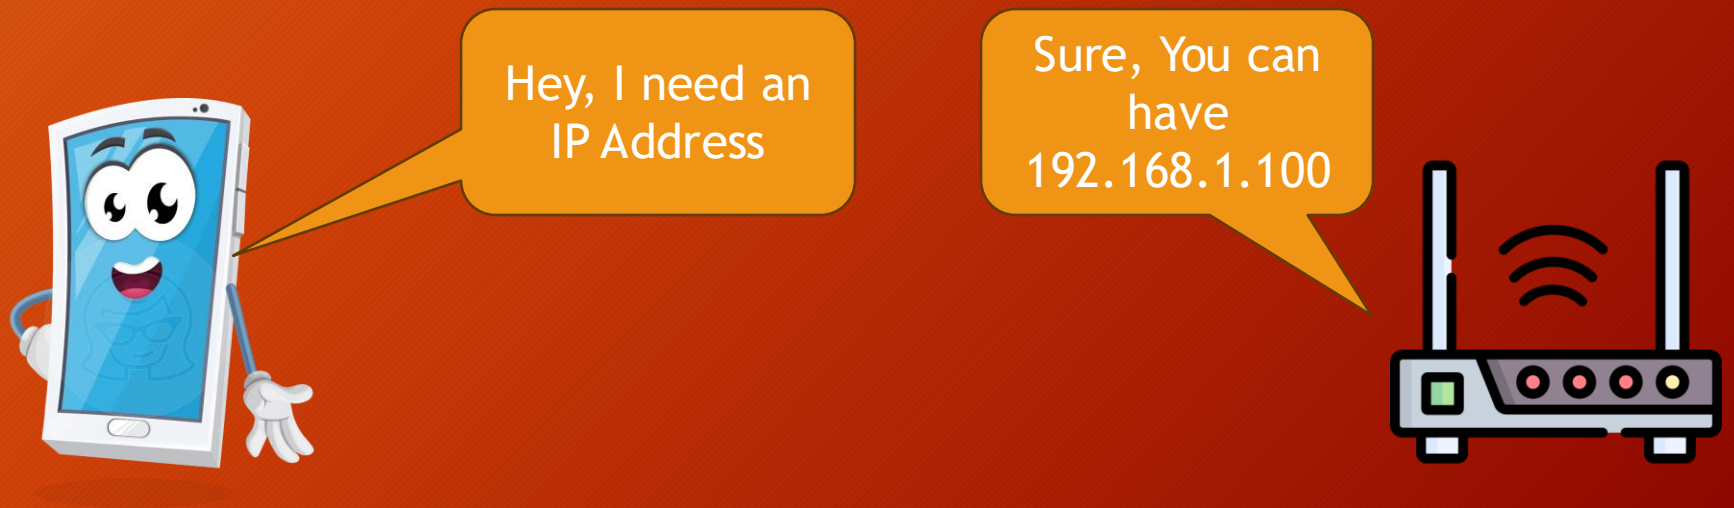 Hey, I need an
IP Address
Sure, You can
have
192.168.1.100